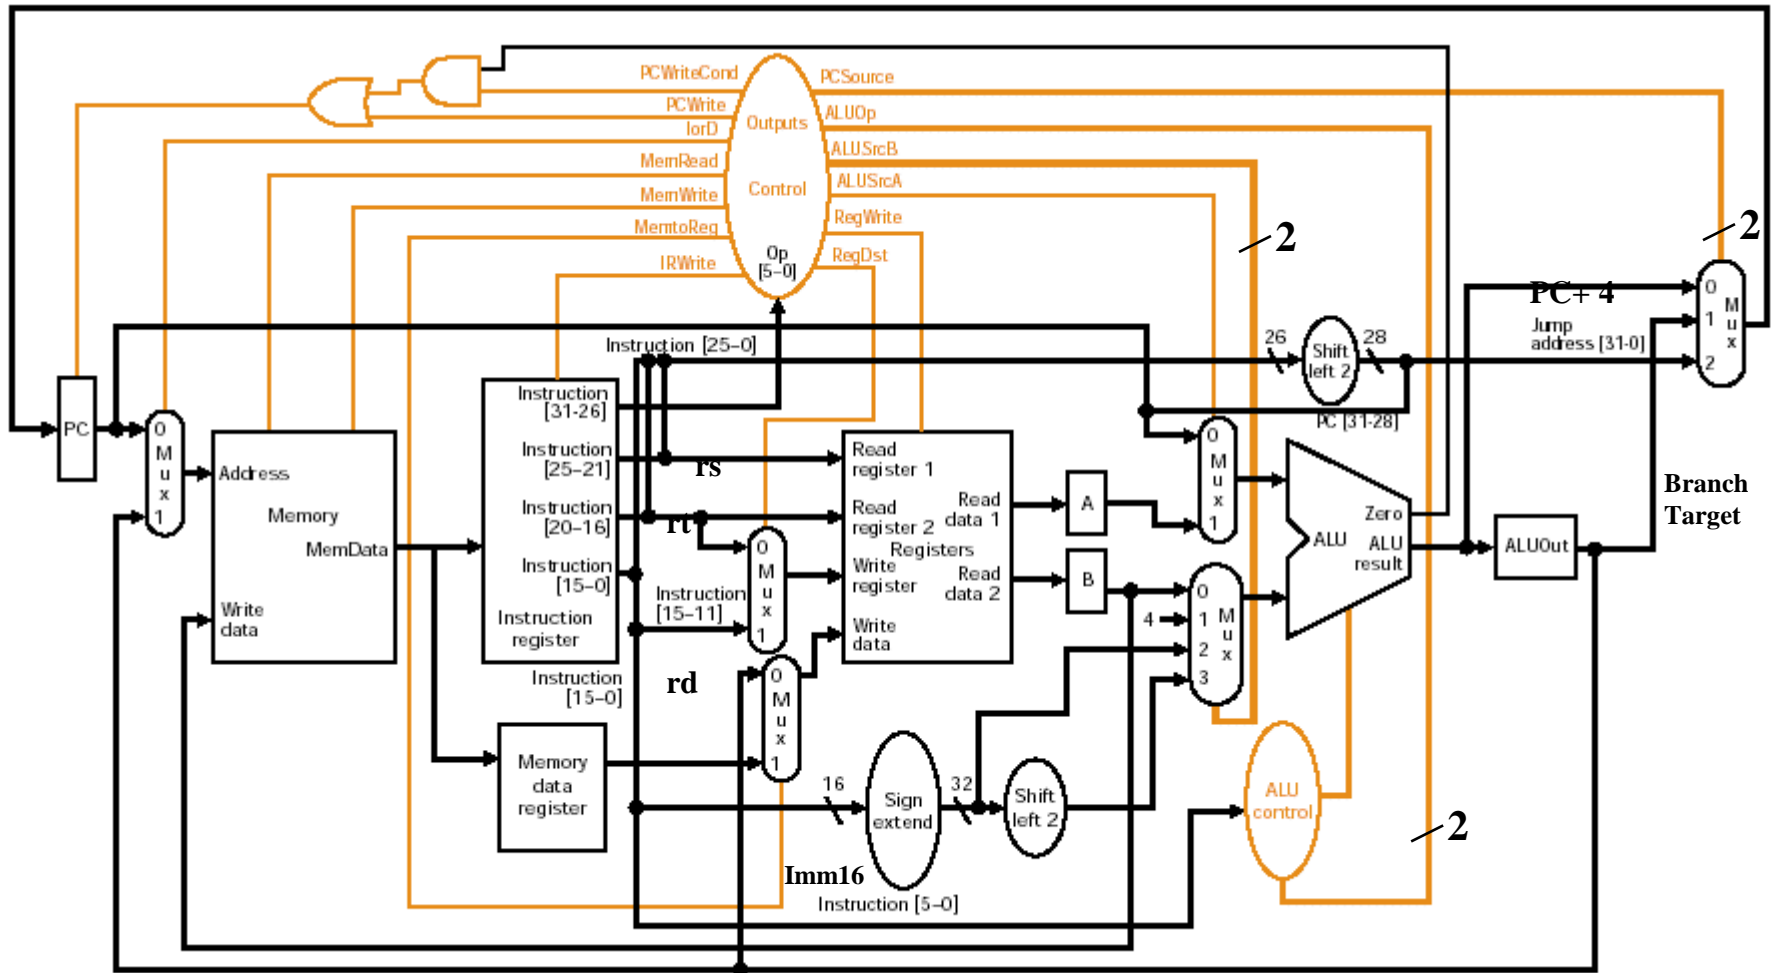 PCWriteCond
PCWrite
IorD
MemRead
MemWrite
MemtoReg
IRWrite
Outputs
Control
Op
[5–0]
PCSource
ALUOp
ALUSrcB
ALUSrcA
RegWrite
RegDst
2
2
PC+ 4
0
1
2
M
u
x
Jump
address [31-0]
Instruction [25–0]
26
Shift
left 2
28
PC [31-28]
PC
0
M
u
x
1
Address
Memory
MemData
Write
data
Instruction
[31-26]
Instruction
[25–21]
Instruction
[20–16]
Instruction
[15–0]
Instruction
register
rs
rt
0
M
u
x
1
Instruction
[15–11]
Instruction
[15–0]
rd
0
M
u
x
1
Memory
data
register
Read
register 1
Read
register 2
Registers
Write
register
Write
data
Read
data 1
Read
data 2
A
B
0
M
u
x
1
0
4
1
2
3
M
u
x
ALU
Zero
ALU
result
ALUOut
Branch
Target
16
Sign
extend
32
Shift
left 2
ALU
control
2
Imm16
Instruction [5–0]